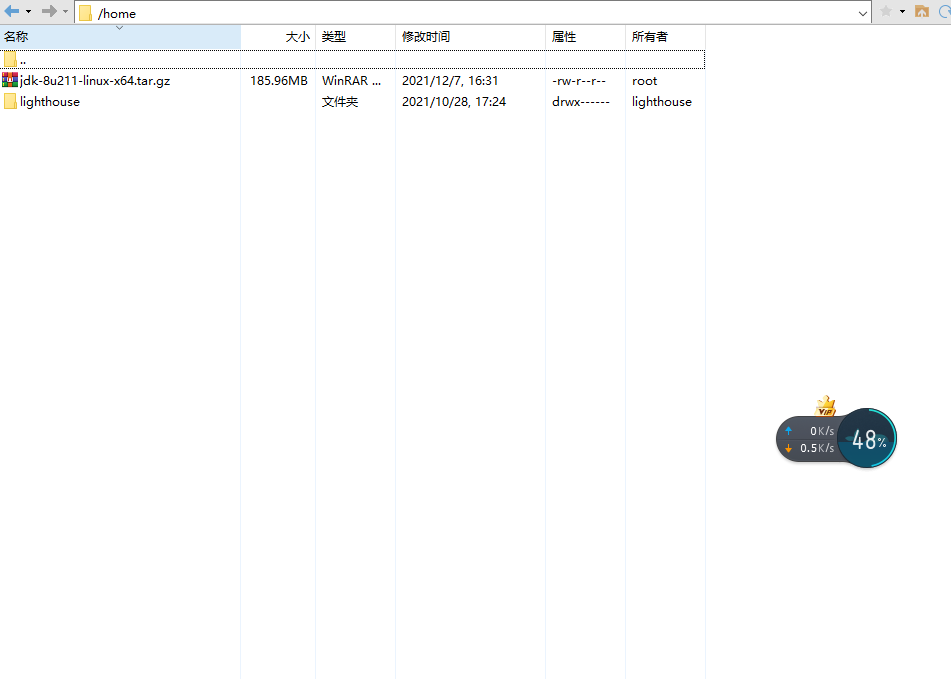 /home
名称 大小 类型 修改时间 属性 所有者
..
jdk-8u211-linux-x64.tar.gz 185.96MB WinRAR ... 2021/12/7, 16:31 -rw-r--r-- root
lighthouse 文件夹 2021/10/28, 17:24 drwx------ lighthouse
VIP
0K/s
48%
0.5K/s